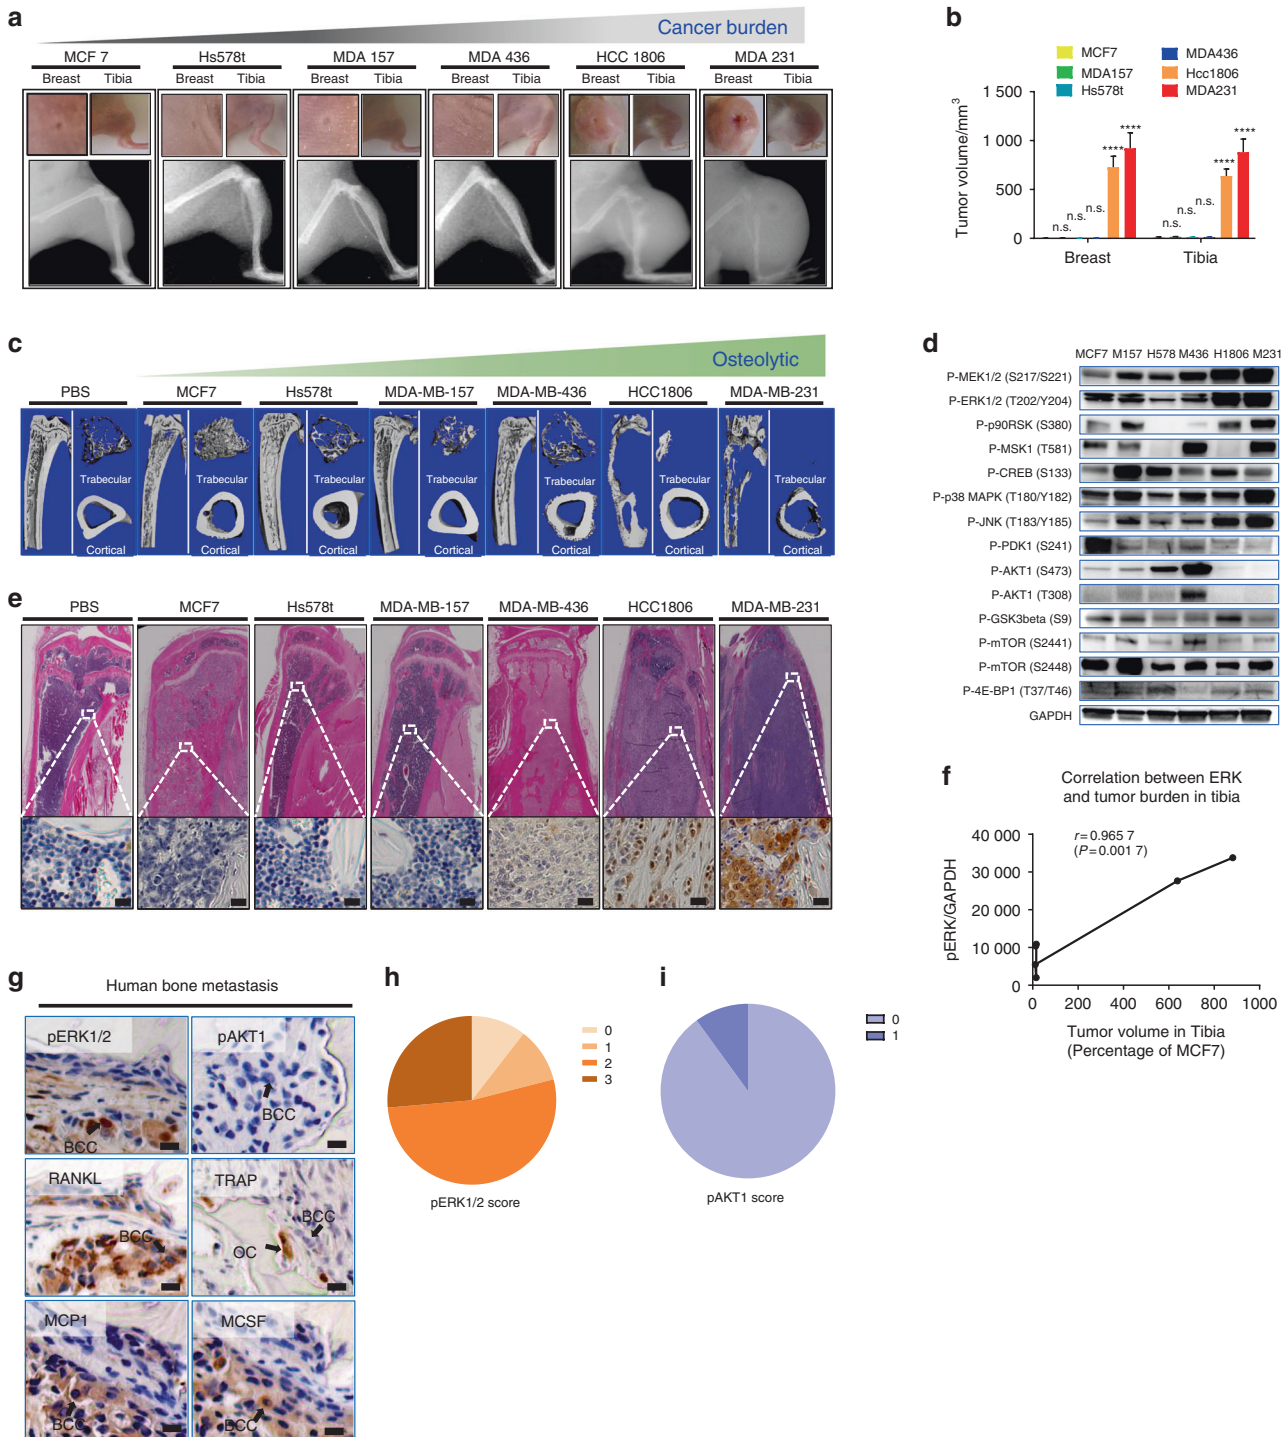 a
Cancer burden
MCF 7
Hs578t
MDA 157
MDA 436
HCC 1806
MDA 231
Breast Tibia
Breast Tibia
Breast Tibia
Breast Tibia
Breast Tibia
Breast Tibia
b
MCF7
MDA157
Hs578t
MDA436
Hcc1806
MDA231
Tumor volume/mm³
1 500
1 000
500
0
n.s.
n.s.
n.s.
****
****
n.s.
n.s.
n.s.
****
****
Breast
Tibia
c
Osteolytic
PBS
MCF7
Hs578t
MDA-MB-157
MDA-MB-436
HCC1806
MDA-MB-231
Trabecular
Trabecular
Trabecular
Trabecular
Trabecular
Trabecular
Trabecular
Cortical
Cortical
Cortical
Cortical
Cortical
Cortical
Cortical
d
MCF7 M157 H578 M436 H1806 M231
P-MEK1/2 (S217/S221)
P-ERK1/2 (T202/Y204)
P-p90RSK (S380)
P-MSK1 (T581)
P-CREB (S133)
P-p38 MAPK (T180/Y182)
P-JNK (T183/Y185)
P-PDK1 (S241)
P-AKT1 (S473)
P-AKT1 (T308)
P-GSK3beta (S9)
P-mTOR (S2441)
P-mTOR (S2448)
P-4E-BP1 (T37/T46)
GAPDH
e
PBS
MCF7
Hs578t
MDA-MB-157
MDA-MB-436
HCC1806
MDA-MB-231
f
Correlation between ERK
and tumor burden in tibia
r=0.965 7
(P=0.001 7)
pERK/GAPDH
40 000
30 000
20 000
10 000
0
0 200 400 600 800 1000
Tumor volume in Tibia
(Percentage of MCF7)
g
Human bone metastasis
pERK1/2
BCC
pAKT1
BCC
RANKL
BCC
TRAP
BCC
OC
MCP1
BCC
MCSF
BCC
h
0
1
2
3
pERK1/2 score
i
0
1
pAKT1 score